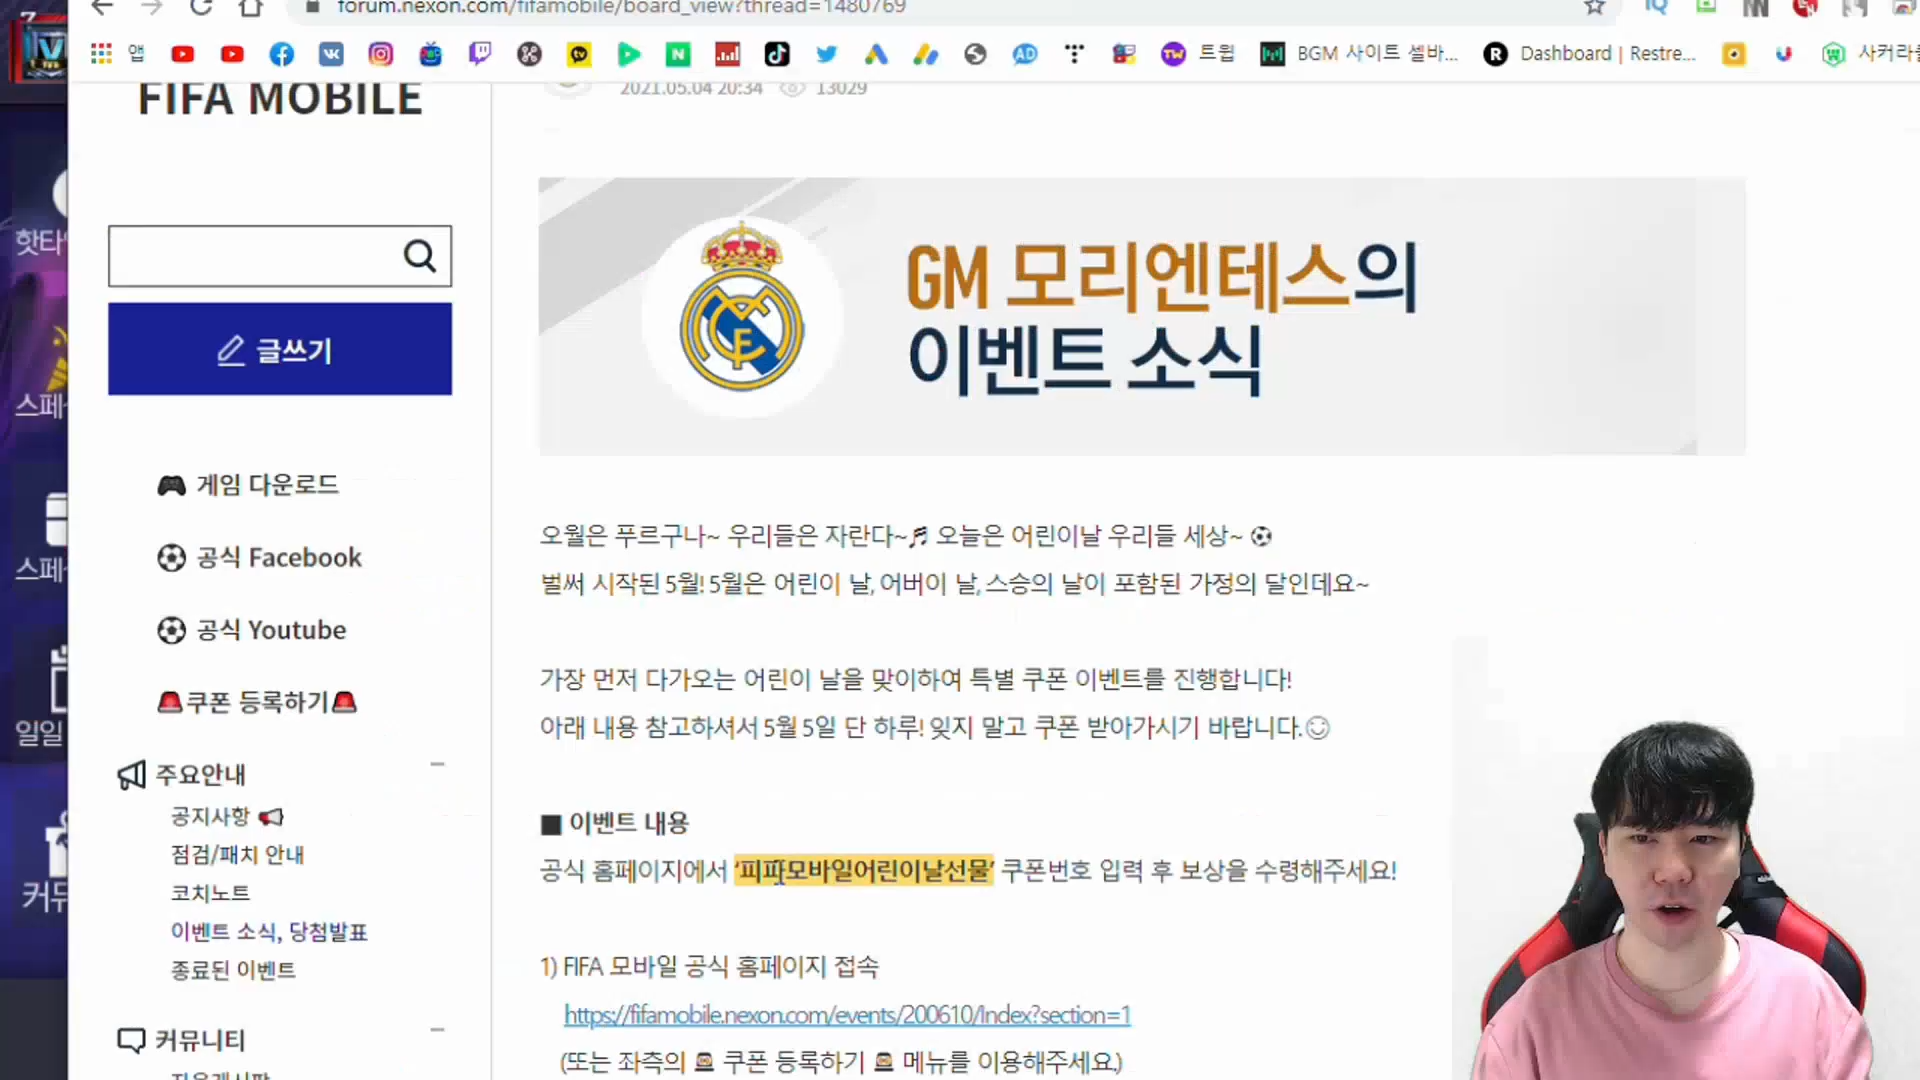 forum.nexon.com/fifamobile/board_view?thread=1480769
앱
트윕
BGM 사이트 셀바...
Dashboard | Restre...
FIFA MOBILE
2021.05.04 20:34
13029
GM 모리엔테스의
이벤트 소식
글쓰기
게임 다운로드
공식 Facebook
공식 Youtube
쿠폰 등록하기
주요안내
공지사항
점검/패치 안내
코치노트
이벤트 소식, 당첨발표
종료된 이벤트
커뮤니티
오월은 푸르구나~ 우리들은 자란다~♬ 오늘은 어린이날 우리들 세상~ ⚽
벌써 시작된 5월! 5월은 어린이 날, 어버이 날, 스승의 날이 포함된 가정의 달인데요~
가장 먼저 다가오는 어린이 날을 맞이하여 특별 쿠폰 이벤트를 진행합니다!
아래 내용 참고하셔서 5월 5일 단 하루! 잊지 말고 쿠폰 받아가시기 바랍니다.☺
■ 이벤트 내용
공식 홈페이지에서 '피파모바일어린이날선물' 쿠폰번호 입력 후 보상을 수령해주세요!
1) FIFA 모바일 공식 홈페이지 접속
https://fifamobile.nexon.com/events/200610/Index?section=1
(또는 좌측의 쿠폰 등록하기 메뉴를 이용해주세요.)
일일